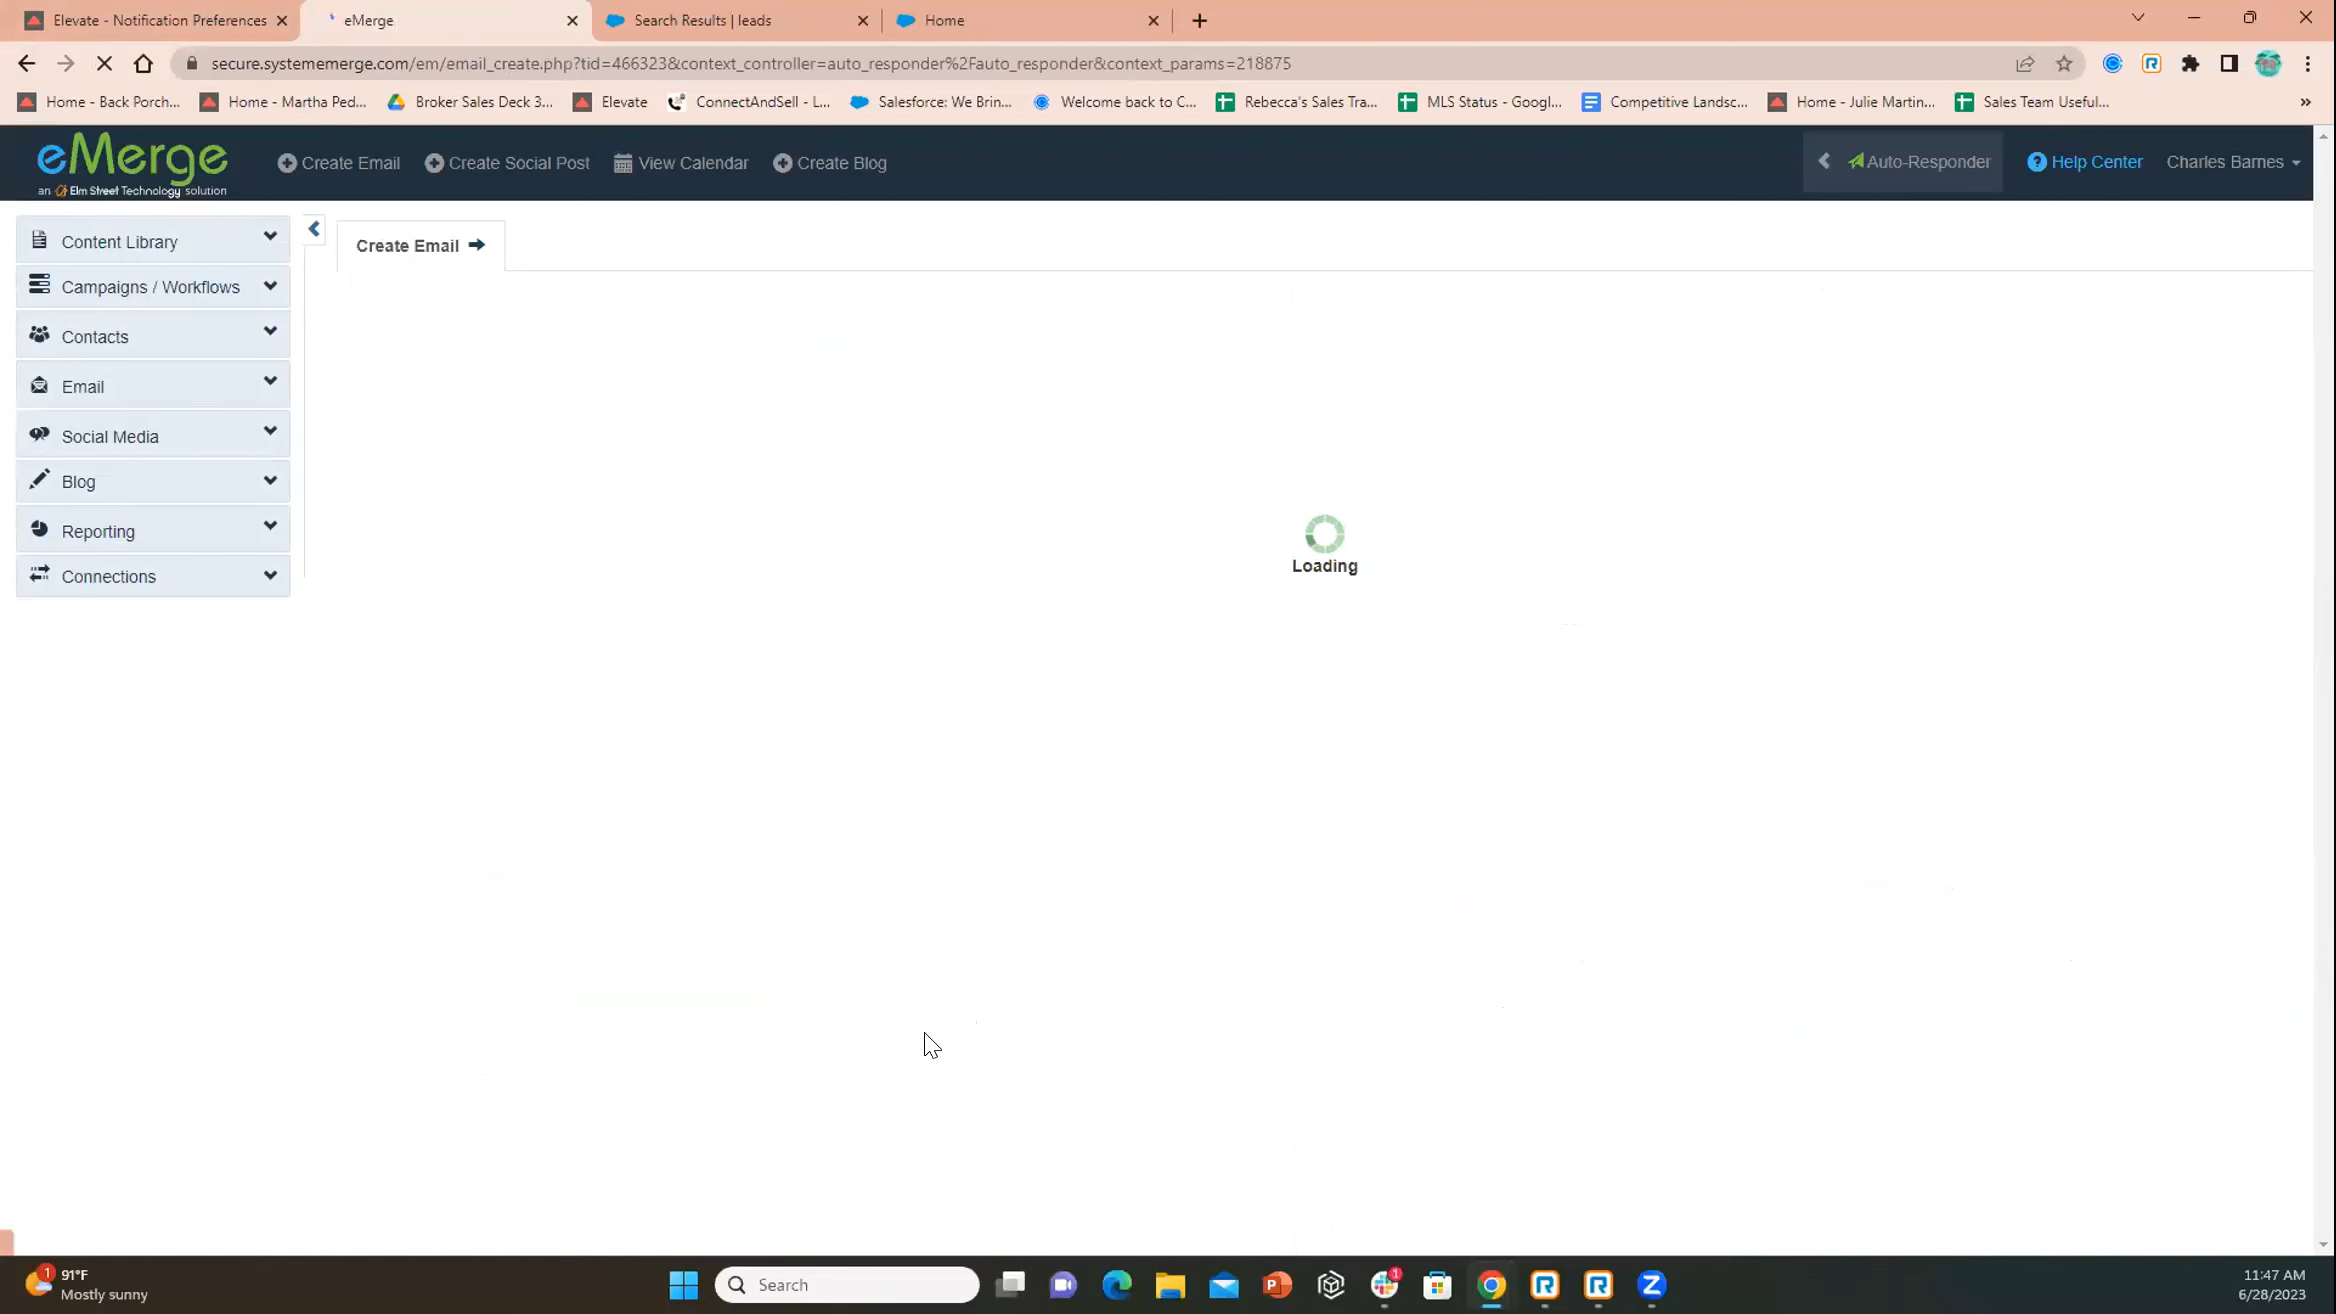 Elevate - Notification Preferences
eMerge
Search Results | leads
Home
secure.systememerge.com/em/email_create.php?tid=466323&context_controller=auto_responder%2Fauto_responder&context_params=218875
Home - Back Porch...
Home - Martha Ped...
Broker Sales Deck 3...
Elevate
ConnectAndSell - L...
Salesforce: We Brin...
Welcome back to C...
Rebecca's Sales Tra...
MLS Status - Googl...
Competitive Landsc...
Home - Julie Martin...
Sales Team Useful...
»
eMerge
an Elm Street Technology solution
Create Email
Create Social Post
View Calendar
Create Blog
Auto-Responder
Help Center
Charles Barnes
Content Library
Campaigns / Workflows
Contacts
Email
Social Media
Blog
Reporting
Connections
Create Email
Loading
1
91°F
Mostly sunny
Search
1
11:47 AM
6/28/2023